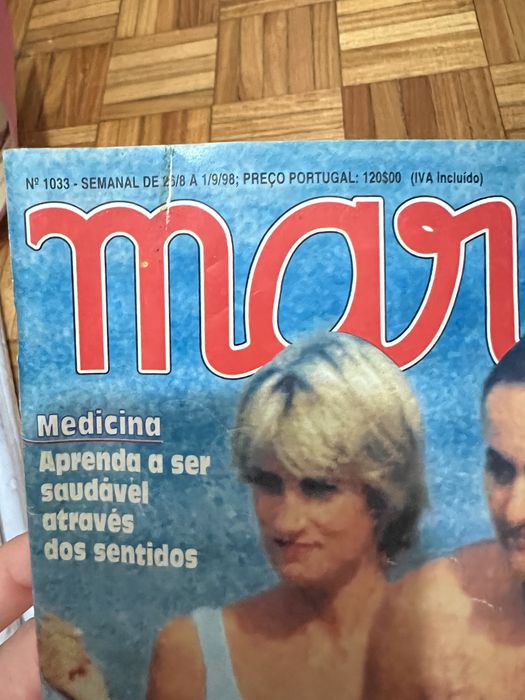 Nº 1033 - SEMANAL DE 26/8 A 1/9/98; PREÇO PORTUGAL: 120$00 (IVA Incluído)
mar
Medicina
Aprenda a ser
saudável
através
dos sentidos